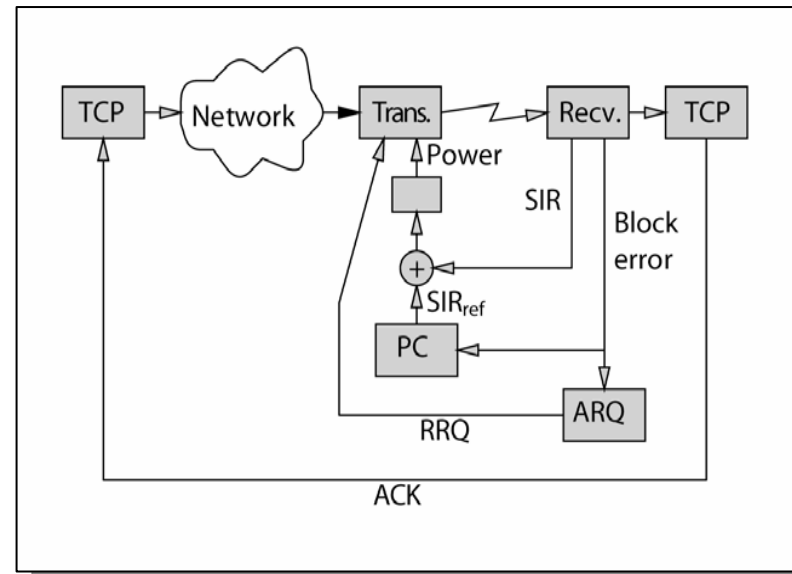 TCP
Network
Trans.
Recv.
TCP
Power
SIR
Block
error
+
SIRref
PC
ARQ
RRQ
ACK